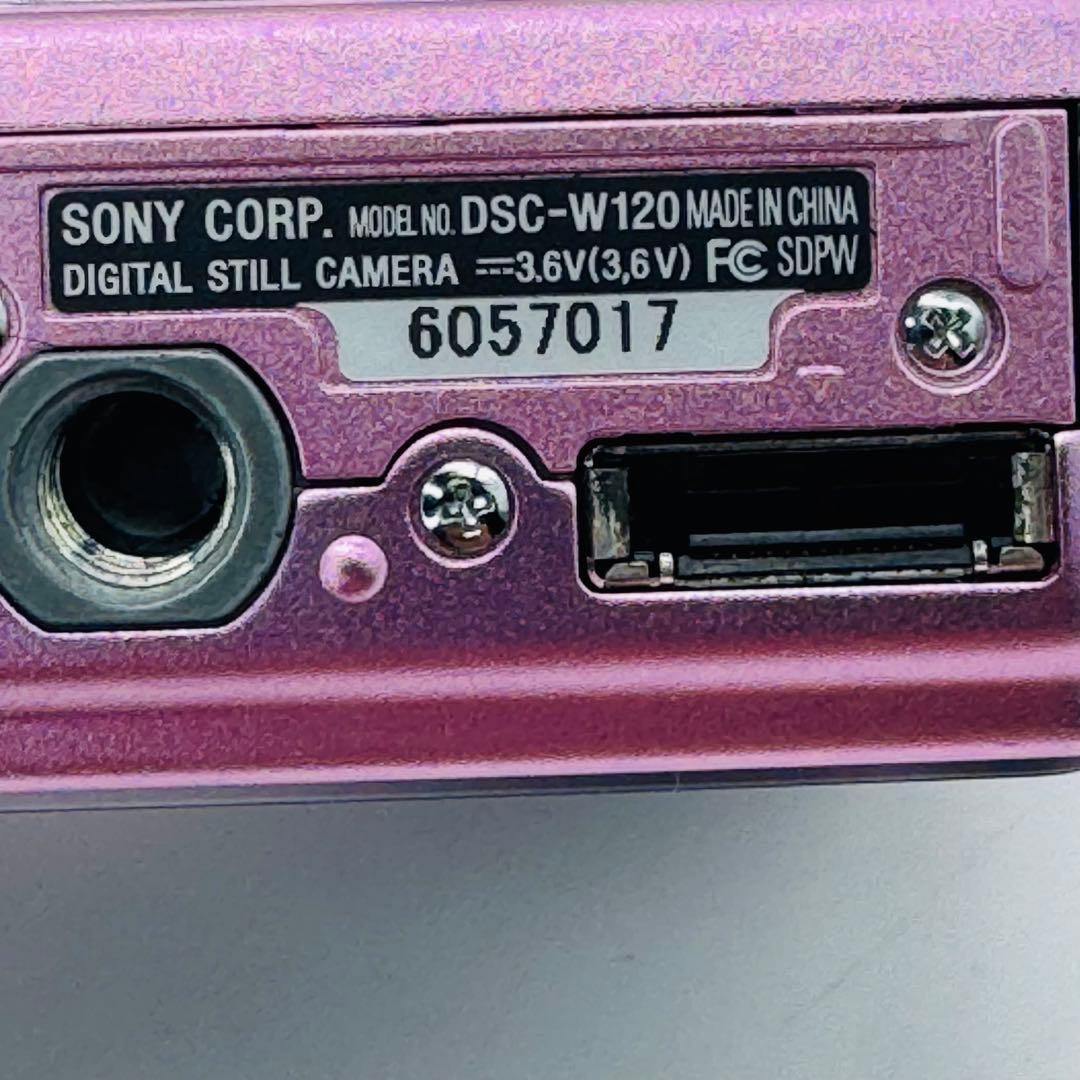 SONY CORP. MODEL NO. DSC-W120 MADE IN CHINA
DIGITAL STILL CAMERA ⎓3.6V(3,6V) FC SDPW
6057017